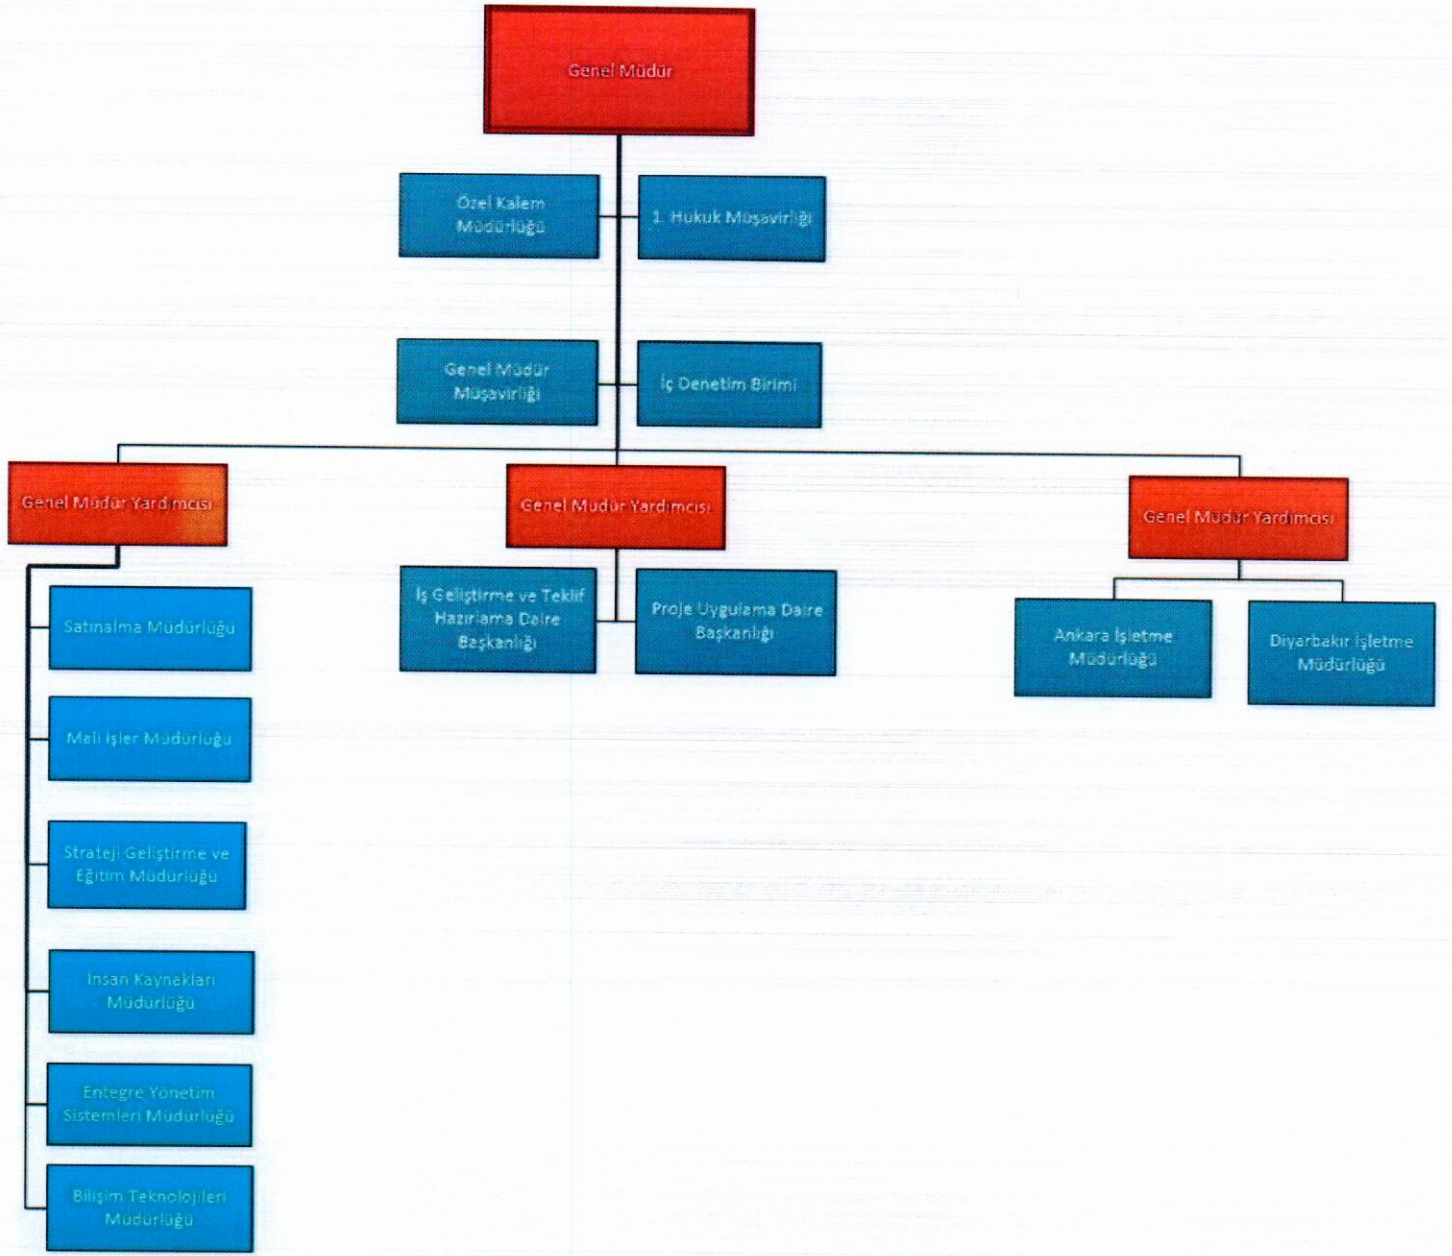 Genel Müdür
Özel Kalem
Müdürlüğü
1. Hukuk Müşavirliği
Genel Müdür
Müşavirliği
İç Denetim Birimi
Genel Müdür Yardımcısı
Genel Müdür Yardımcısı
Genel Müdür Yardımcısı
İş Geliştirme ve Teklif
Hazırlama Daire
Başkanlığı
Proje Uygulama Daire
Başkanlığı
Ankara İşletme
Müdürlüğü
Diyarbakır İşletme
Müdürlüğü
Satınalma Müdürlüğü
Mali İşler Müdürlüğü
Strateji Geliştirme ve
Eğitim Müdürlüğü
İnsan Kaynakları
Müdürlüğü
Entegre Yönetim
Sistemleri Müdürlüğü
Bilişim Teknolojileri
Müdürlüğü